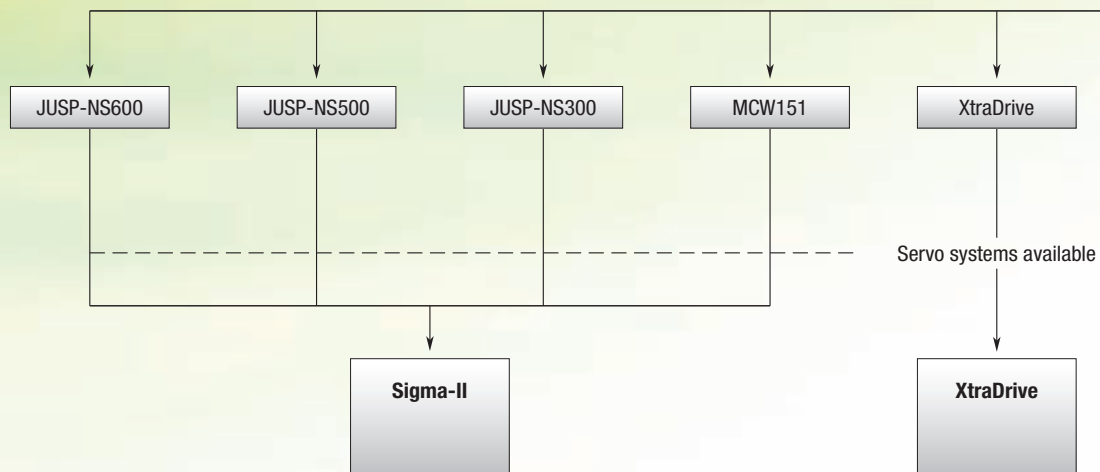 JUSP-NS600
JUSP-NS500
JUSP-NS300
MCW151
XtraDrive
Servo systems available
Sigma-II
XtraDrive